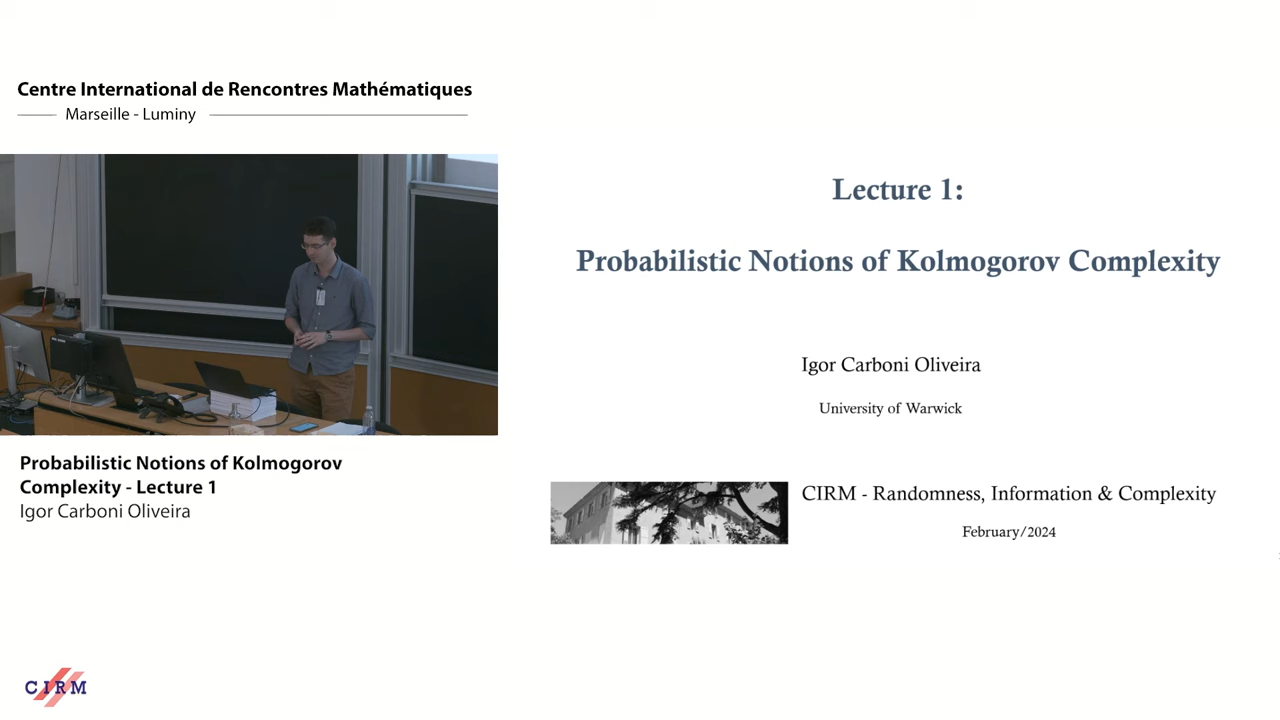 Centre International de Rencontres Mathématiques
Marseille - Luminy
Lecture 1:
Probabilistic Notions of Kolmogorov Complexity
Igor Carboni Oliveira
University of Warwick
CIRM - Randomness, Information & Complexity
February/2024
Probabilistic Notions of Kolmogorov
Complexity - Lecture 1
Igor Carboni Oliveira
CIRM